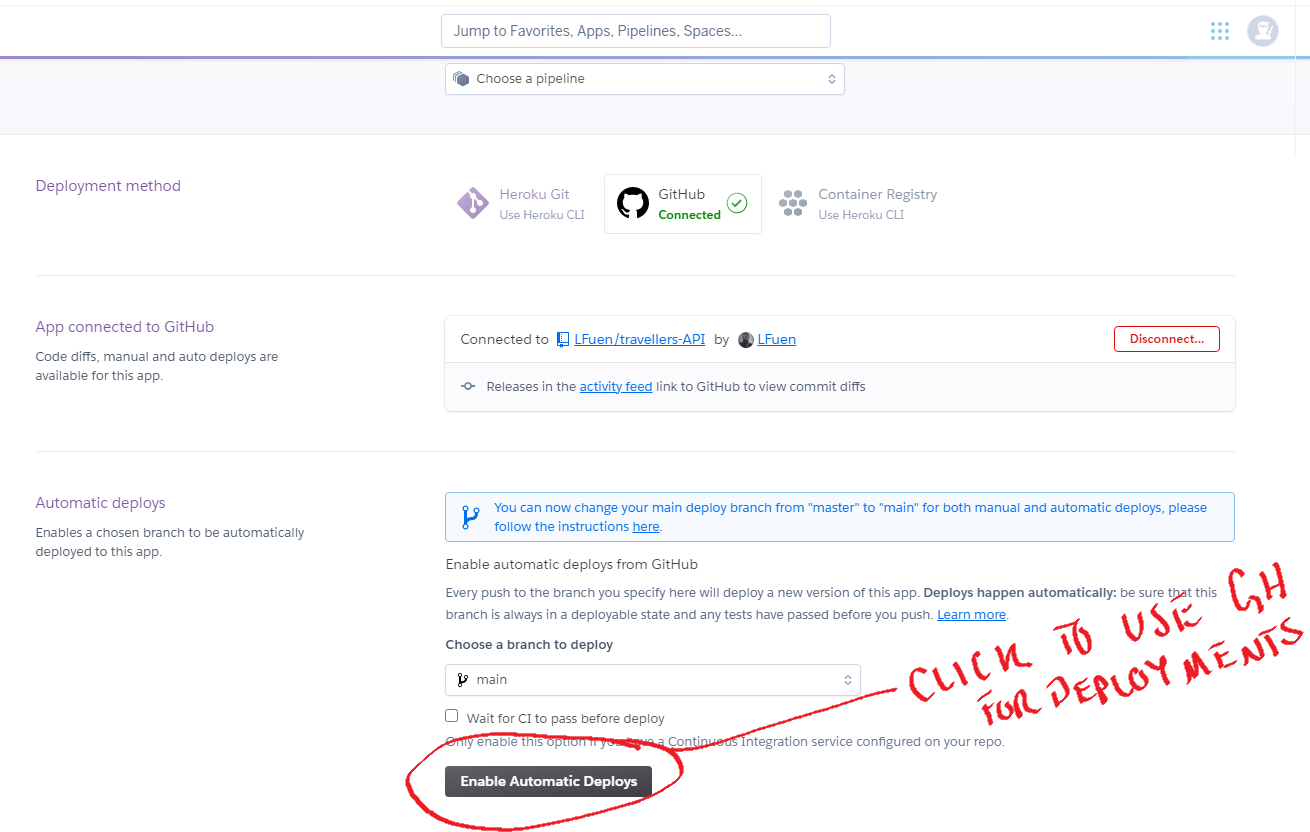 Jump to Favorites, Apps, Pipelines, Spaces...
Choose a pipeline
Deployment method
Heroku Git
Use Heroku CLI
GitHub
Connected
Container Registry
Use Heroku CLI
App connected to GitHub
Code diffs, manual and auto deploys are
available for this app.
Connected to LFuen/travellers-API by LFuen
Disconnect...
Releases in the activity feed link to GitHub to view commit diffs
Automatic deploys
Enables a chosen branch to be automatically
deployed to this app.
You can now change your main deploy branch from "master" to "main" for both manual and automatic deploys, please
follow the instructions here.
Enable automatic deploys from GitHub
Every push to the branch you specify here will deploy a new version of this app. Deploys happen automatically: be sure that this
branch is always in a deployable state and any tests have passed before you push. Learn more.
Choose a branch to deploy
main
Wait for CI to pass before deploy
Only enable this option if you have a Continuous Integration service configured on your repo.
Enable Automatic Deploys
CLICK TO USE GH
FOR DEPLOYMENTS